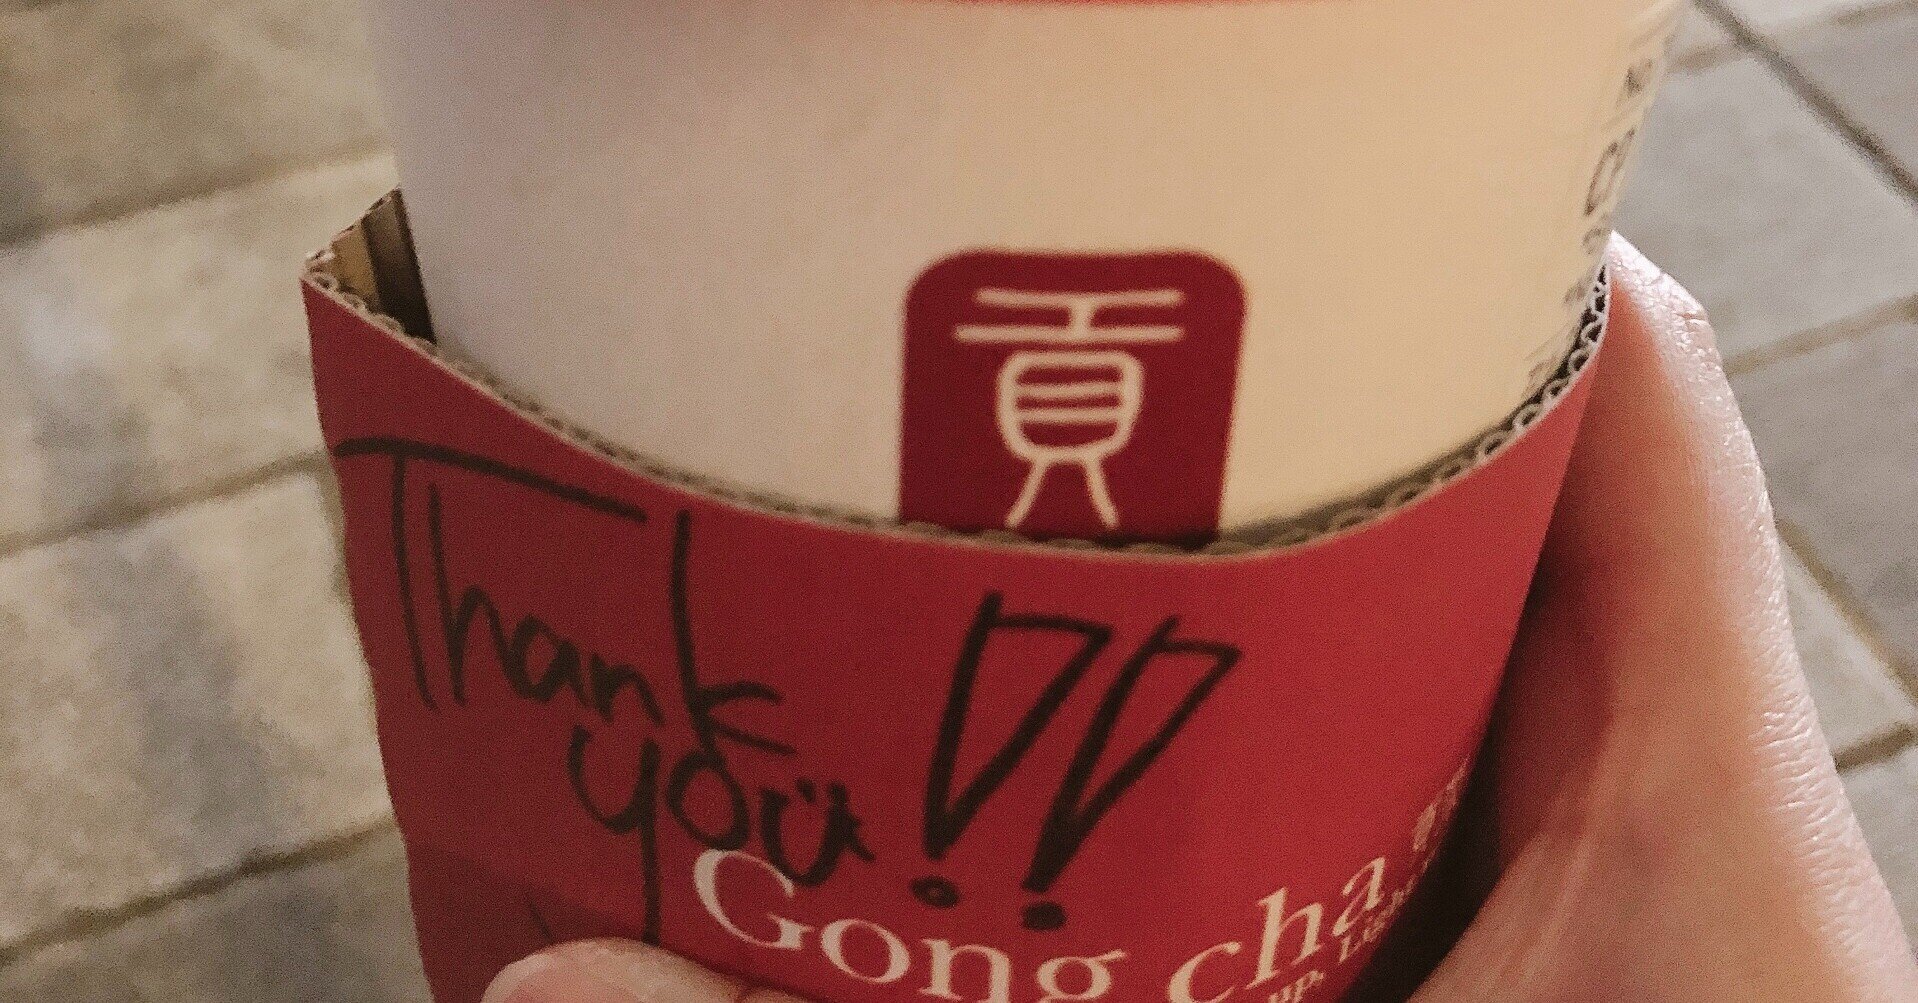 貢
Thank
you!!
Gong cha